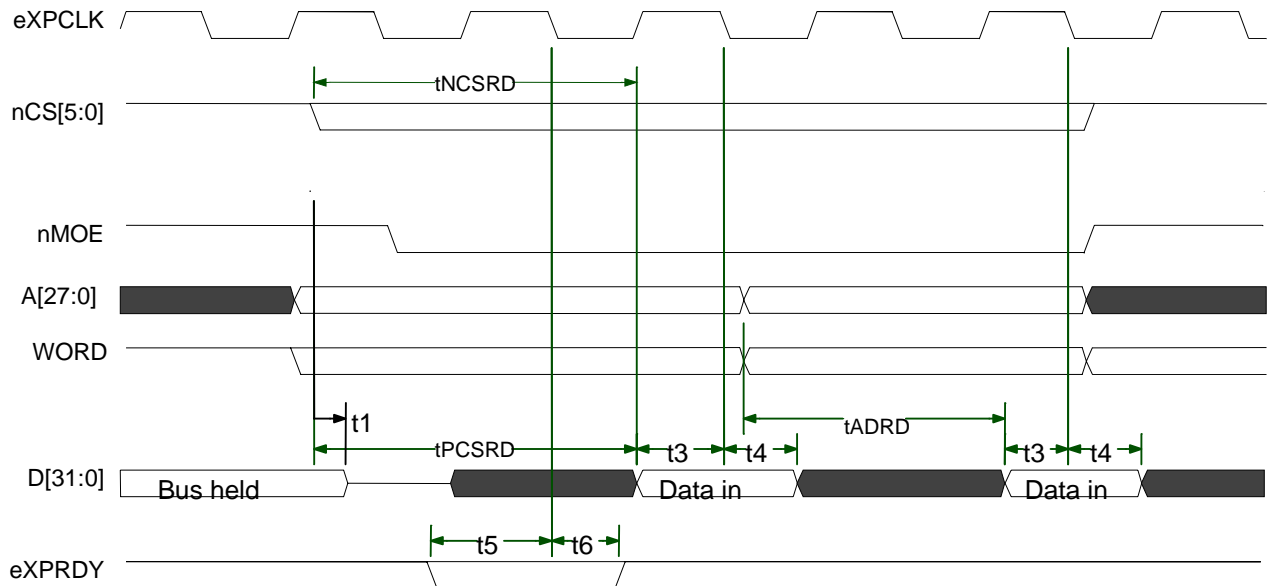 eXPCLK
tNCSRD
nCS[5:0]
nMOE
A[27:0]
WORD
t1
tADRD
tPCSRD
t3
t4
t3
t4
D[31:0]
Bus held
Data in
Data in
t5
t6
eXPRDY